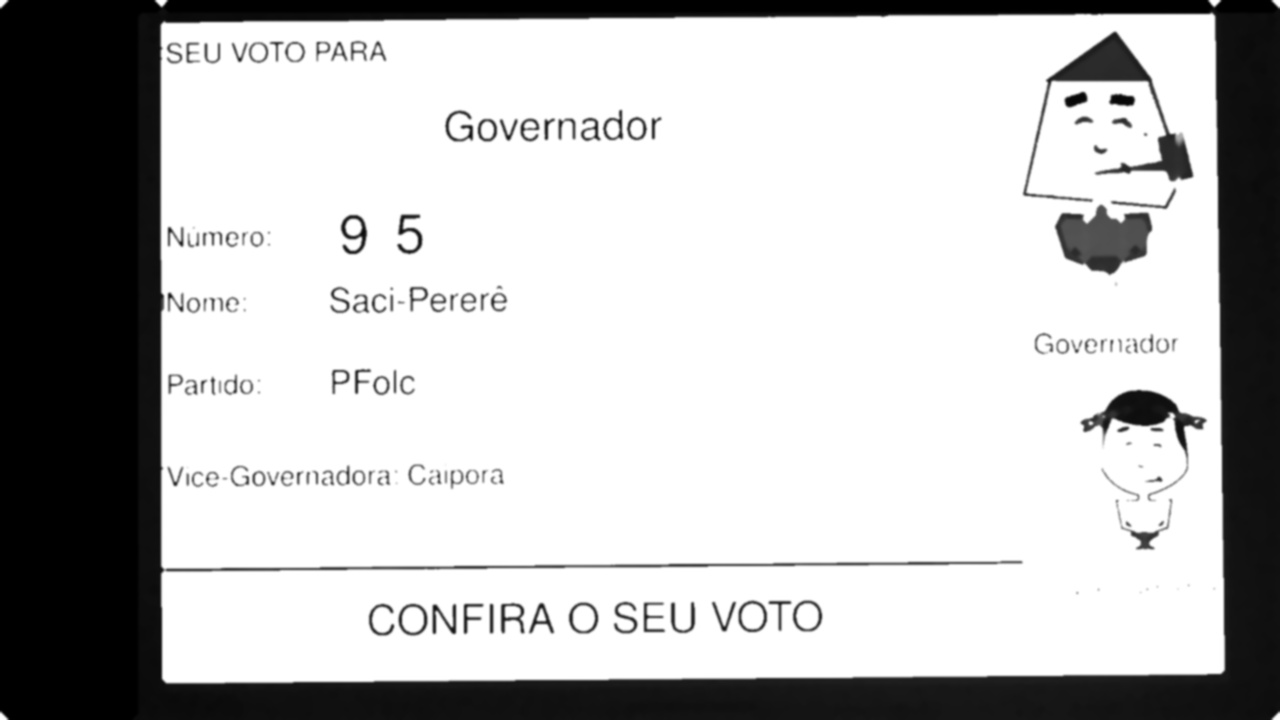 SEU VOTO PARA
Governador
Número: 9 5
Nome: Saci-Pererê
Partido: PFolc
Governador
Vice-Governadora: Caipora
CONFIRA O SEU VOTO